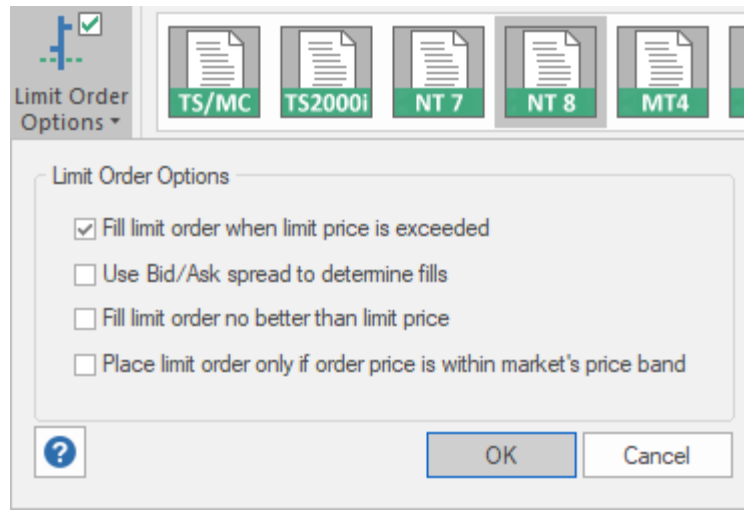 Limit Order
Options
TS/MC
TS2000i
NT 7
NT 8
MT4
Limit Order Options
Fill limit order when limit price is exceeded
Use Bid/Ask spread to determine fills
Fill limit order no better than limit price
Place limit order only if order price is within market's price band
?
OK
Cancel